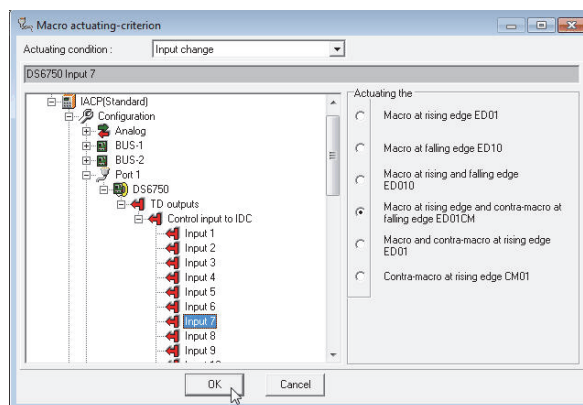 Macro actuating-criterion
Actuating condition :
Input change
DS6750 Input 7
IACP(Standard)
Configuration
Analog
BUS-1
BUS-2
Port 1
DS6750
TD outputs
Control input to IDC
Input 1
Input 2
Input 3
Input 4
Input 5
Input 6
Input 7
Input 8
Input 9
Actuating the
Macro at rising edge ED01
Macro at falling edge ED10
Macro at rising and falling edge
ED010
Macro at rising edge and contra-macro at
falling edge ED01CM
Macro and contra-macro at rising edge
ED01
Contra-macro at rising edge CM01
OK
Cancel